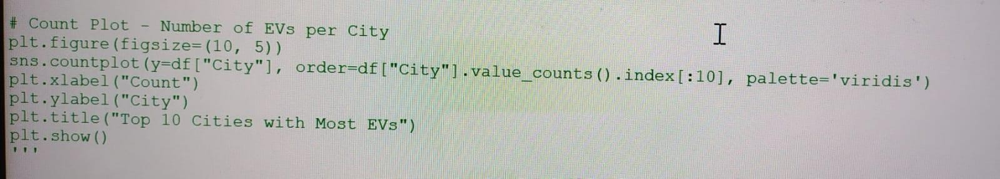 # Count Plot - Number of EVs per City
plt.figure(figsize=(10, 5))
sns.countplot(y=df["City"], order=df["City"].value_counts().index[:10], palette='viridis')
plt.xlabel("Count")
plt.ylabel("City")
plt.title("Top 10 Cities with Most EVs")
plt.show()
'''